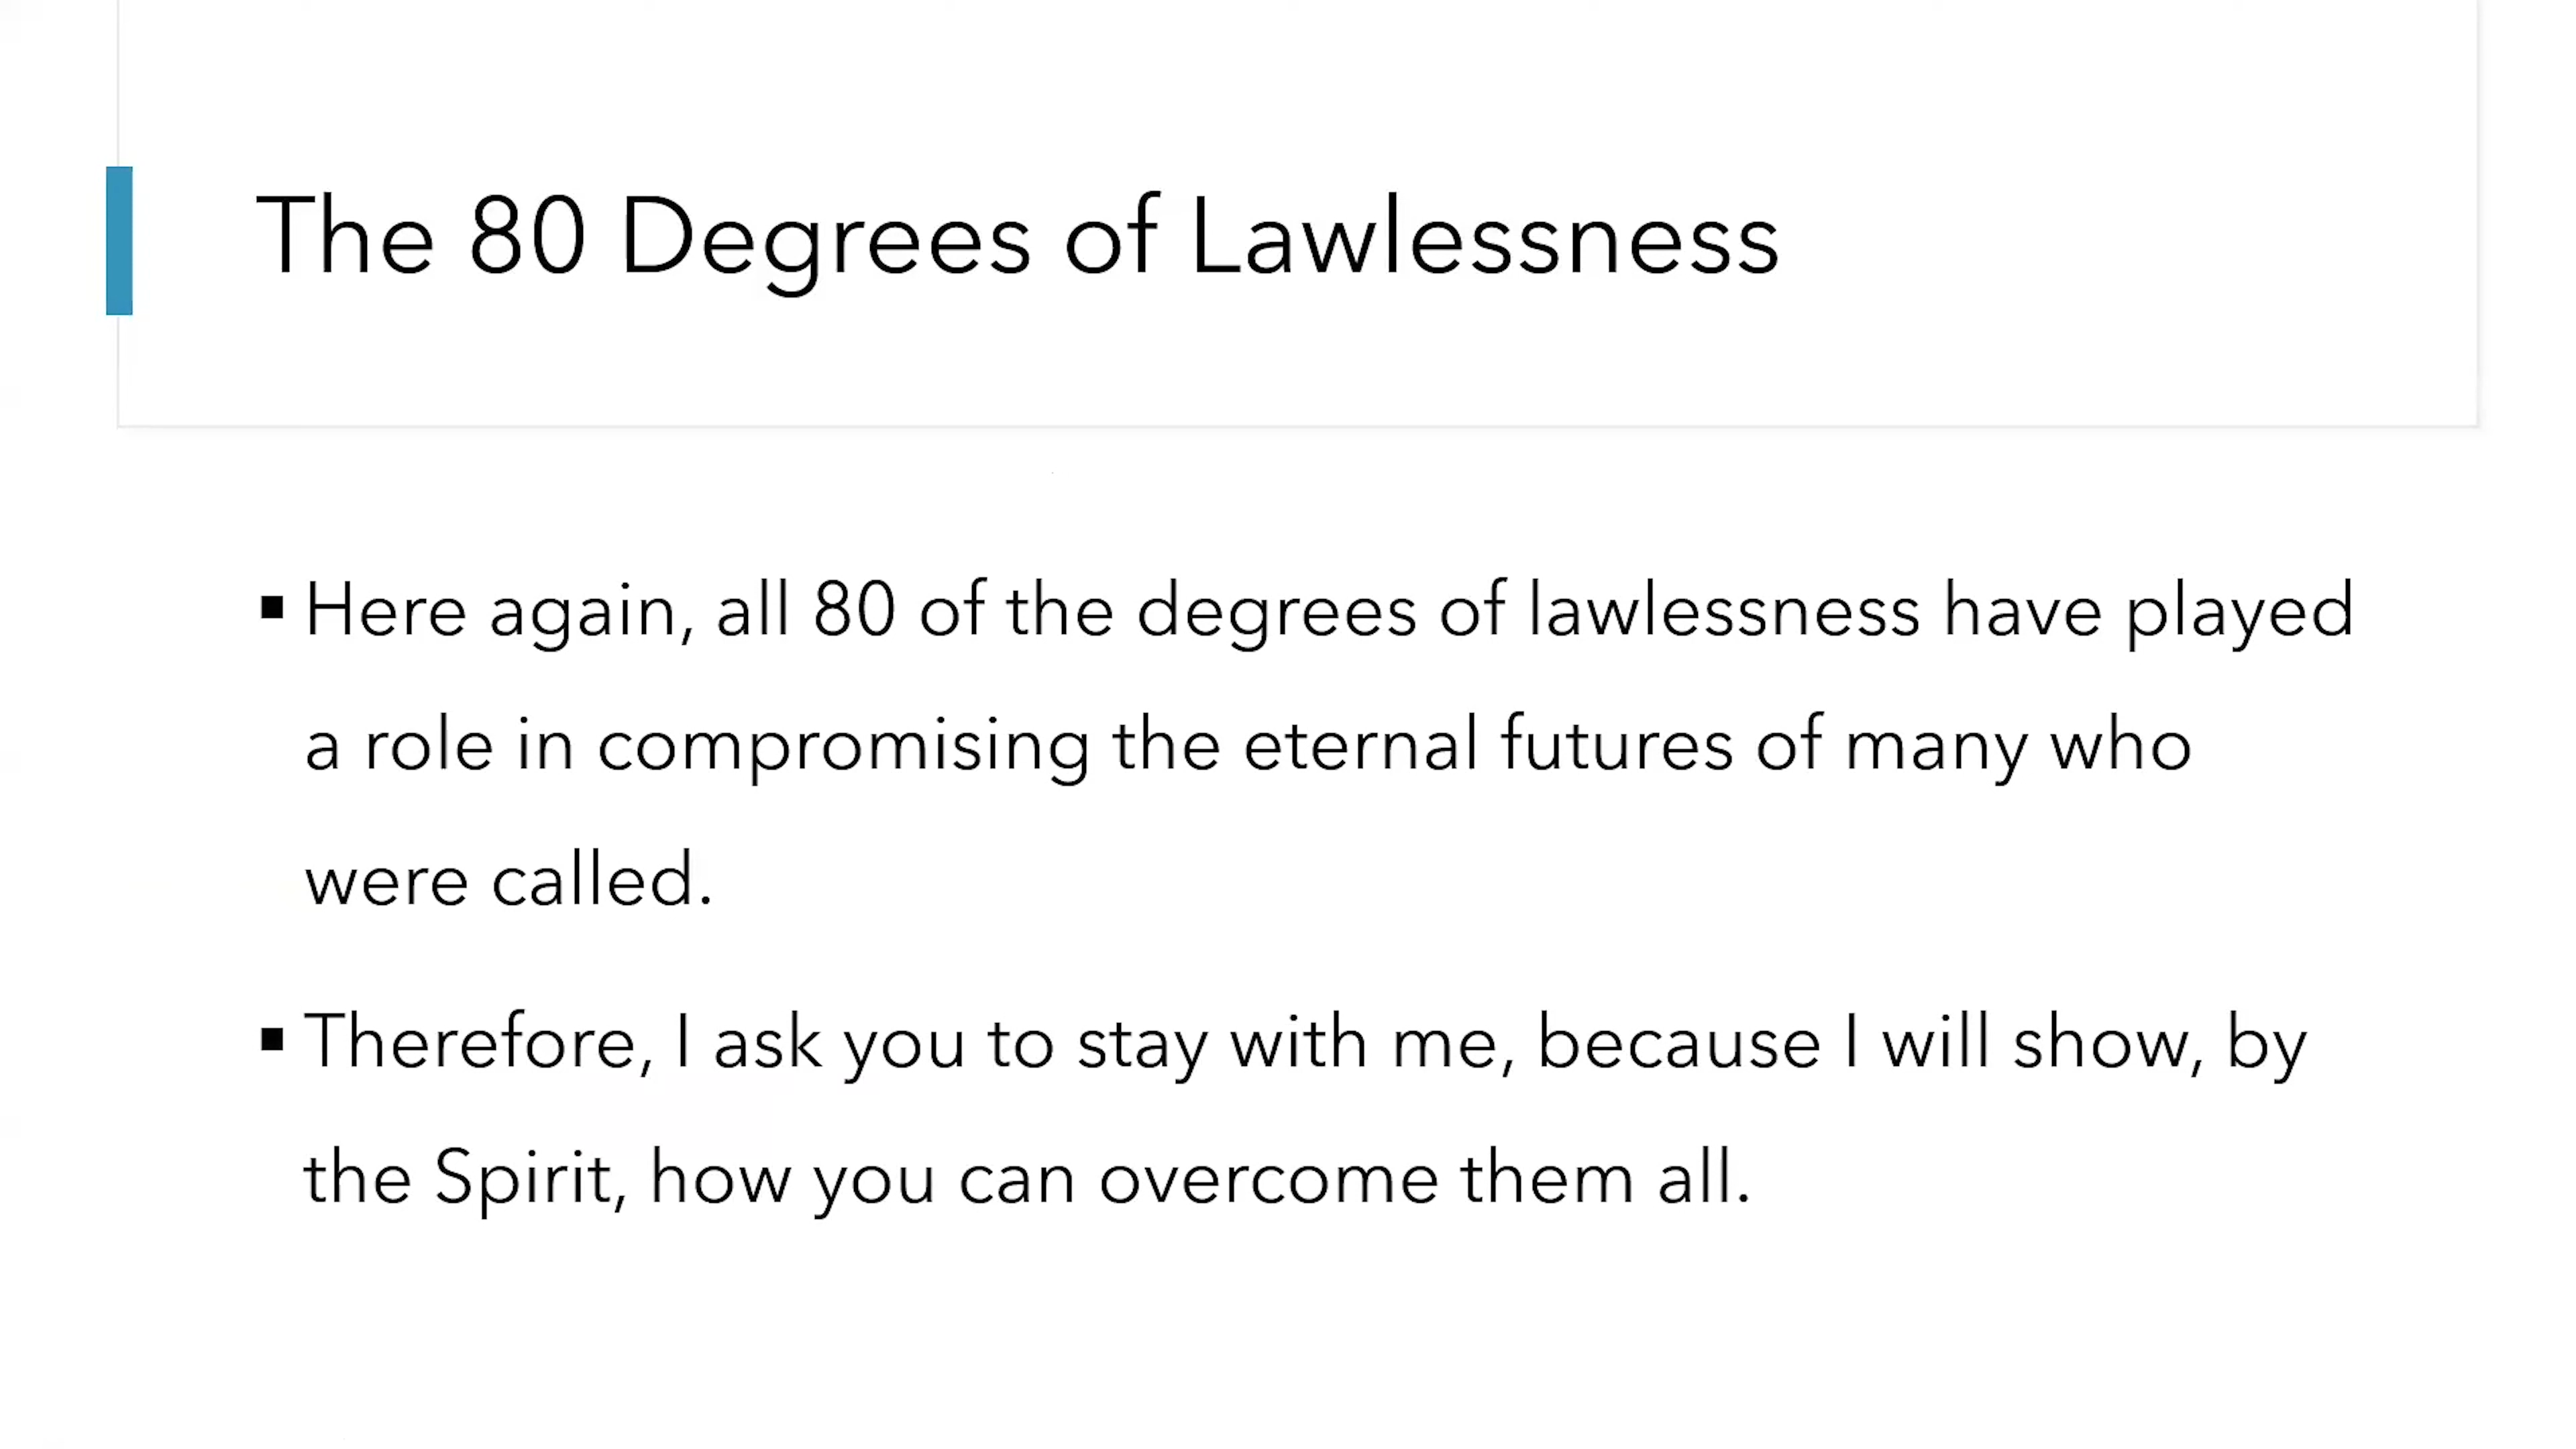 The 80 Degrees of Lawlessness
▪ Here again, all 80 of the degrees of lawlessness have played
a role in compromising the eternal futures of many who
were called.
▪ Therefore, I ask you to stay with me, because I will show, by
the Spirit, how you can overcome them all.